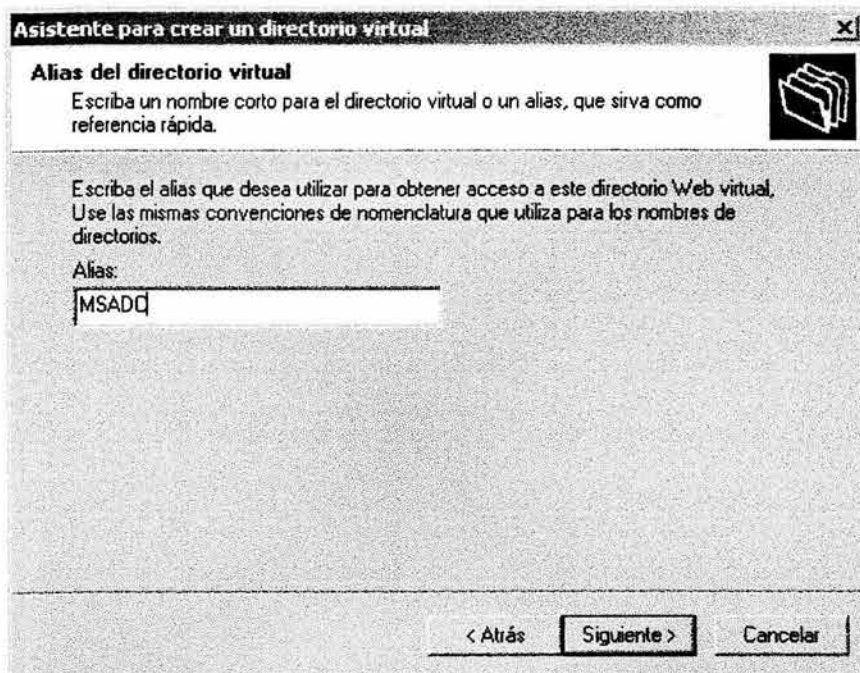 Asistente para crear un directorio virtual
Alias del directorio virtual
Escriba un nombre corto para el directorio virtual o un alias, que sirva como
referencia rápida.
Escriba el alias que desea utilizar para obtener acceso a este directorio Web virtual,
Use las mismas convenciones de nomenclatura que utiliza para los nombres de
directorios.
Alias:
MSADC
< Atrás
Siguiente >
Cancelar